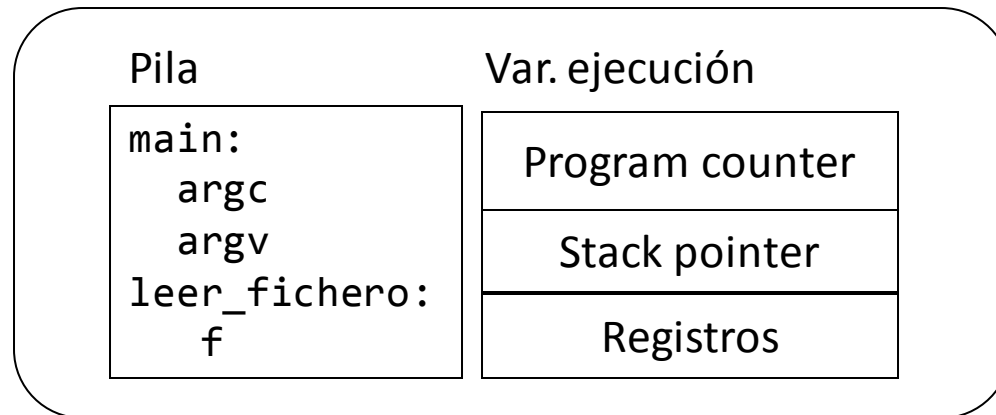 Pila
main:
argc
argv
leer_fichero:
f
Var. ejecución
Program counter
Stack pointer
Registros